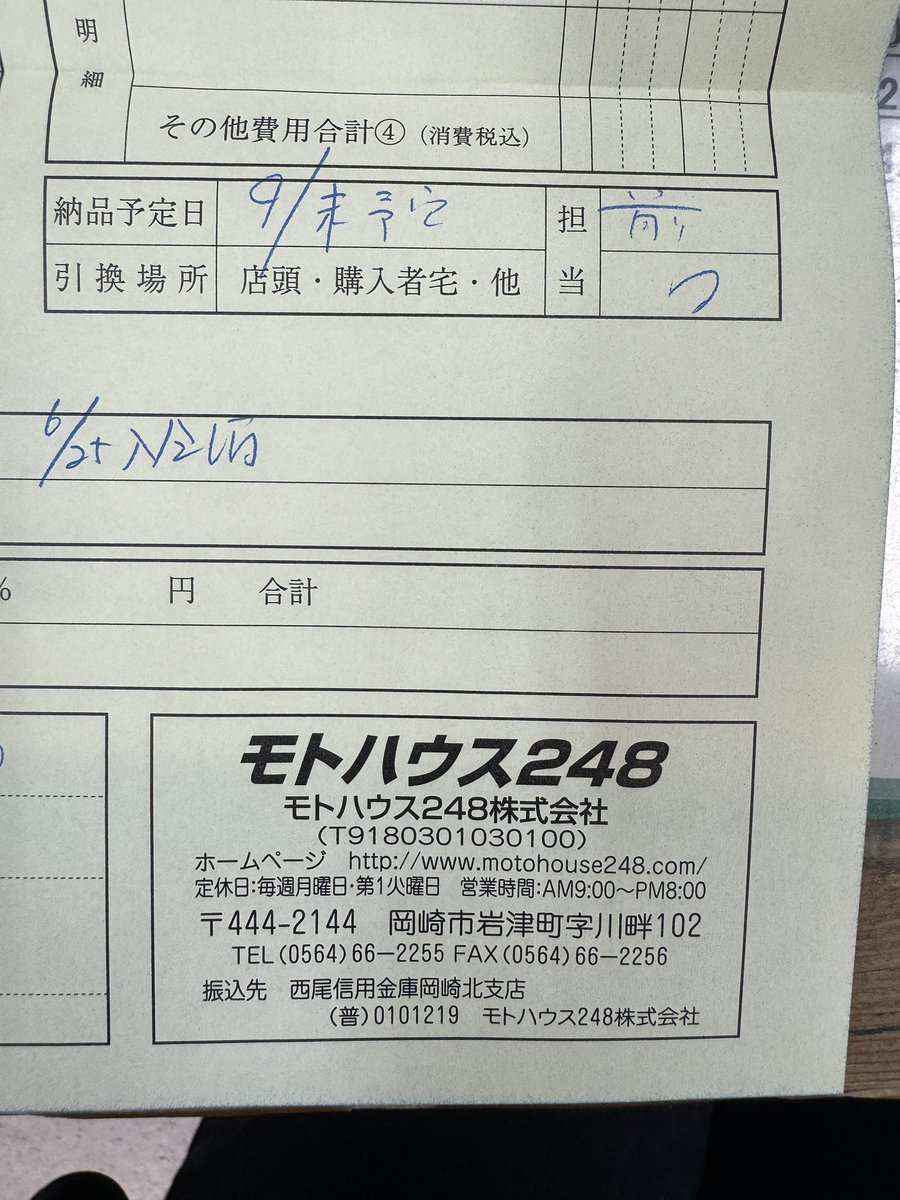 明
細
その他費用合計④（消費税込）
納品予定日 9/末予定 担 前
引換場所 店頭・購入者宅・他 当
6/25
% 円 合計
モトハウス248
モトハウス248株式会社
（T9180301030100）
ホームページ http://www.motohouse248.com/
定休日:毎週月曜日・第1火曜日 営業時間:AM9:00～PM8:00
〒444-2144 岡崎市岩津町字川畔102
TEL(0564)66-2255 FAX(0564)66-2256
振込先 西尾信用金庫岡崎北支店
(普)0101219 モトハウス248株式会社